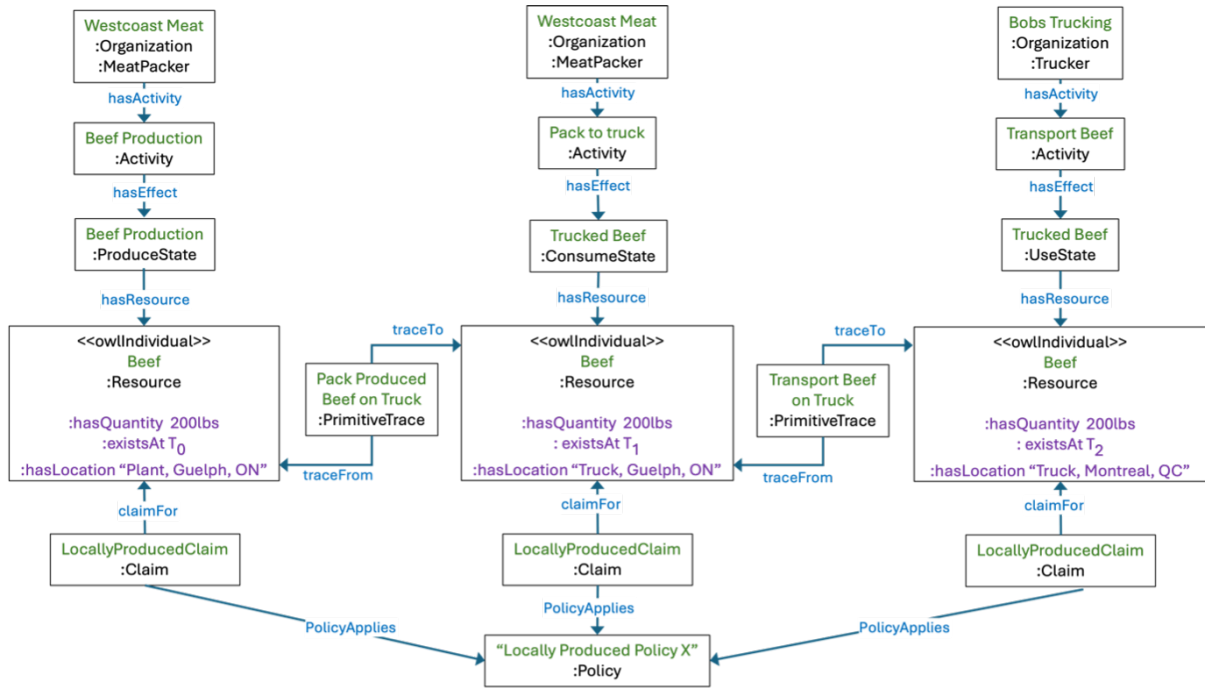 Westcoast Meat
:Organization
:MeatPacker
hasActivity
Beef Production
:Activity
hasEffect
Beef Production
:ProduceState
hasResource
<<owlIndividual>>
Beef
:Resource
:hasQuantity 200lbs
:existsAt T0
:hasLocation “Plant, Guelph, ON”
claimFor
LocallyProducedClaim
:Claim
PolicyApplies
traceTo
Pack Produced
Beef on Truck
:PrimitiveTrace
traceFrom
Westcoast Meat
:Organization
:MeatPacker
hasActivity
Pack to truck
:Activity
hasEffect
Trucked Beef
:ConsumeState
hasResource
<<owlIndividual>>
Beef
:Resource
:hasQuantity 200lbs
: existsAt T1
:hasLocation “Truck, Guelph, ON”
claimFor
LocallyProducedClaim
:Claim
PolicyApplies
“Locally Produced Policy X”
:Policy
traceTo
Transport Beef
on Truck
:PrimitiveTrace
traceFrom
Bobs Trucking
:Organization
:Trucker
hasActivity
Transport Beef
:Activity
hasEffect
Trucked Beef
:UseState
hasResource
<<owlIndividual>>
Beef
:Resource
:hasQuantity 200lbs
: existsAt T2
:hasLocation “Truck, Montreal, QC”
claimFor
LocallyProducedClaim
:Claim
PolicyApplies